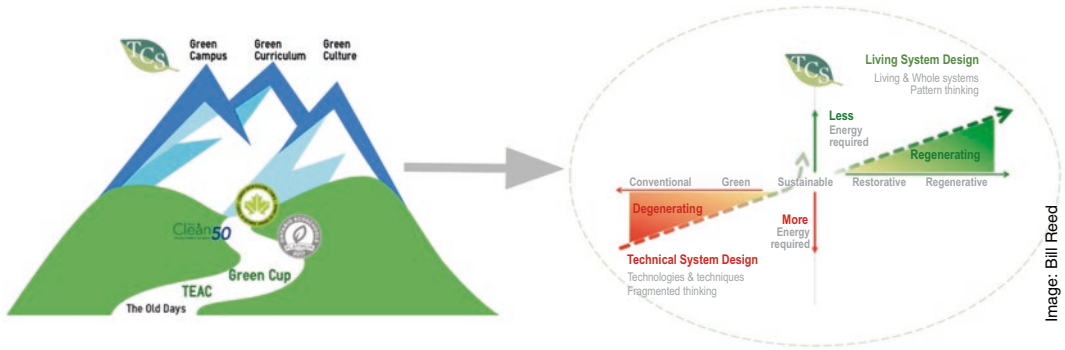 TCS
Green
Campus
Green
Curriculum
Green
Culture
Clean50
Green Cup
TEAC
The Old Days
TCS
Living System Design
Living & Whole systems
Pattern thinking
Less
Energy
required
Regenerating
Conventional
Green
Sustainable
Restorative
Regenerative
Degenerating
More
Energy
required
Technical System Design
Technologies & techniques
Fragmented thinking
Image: Bill Reed